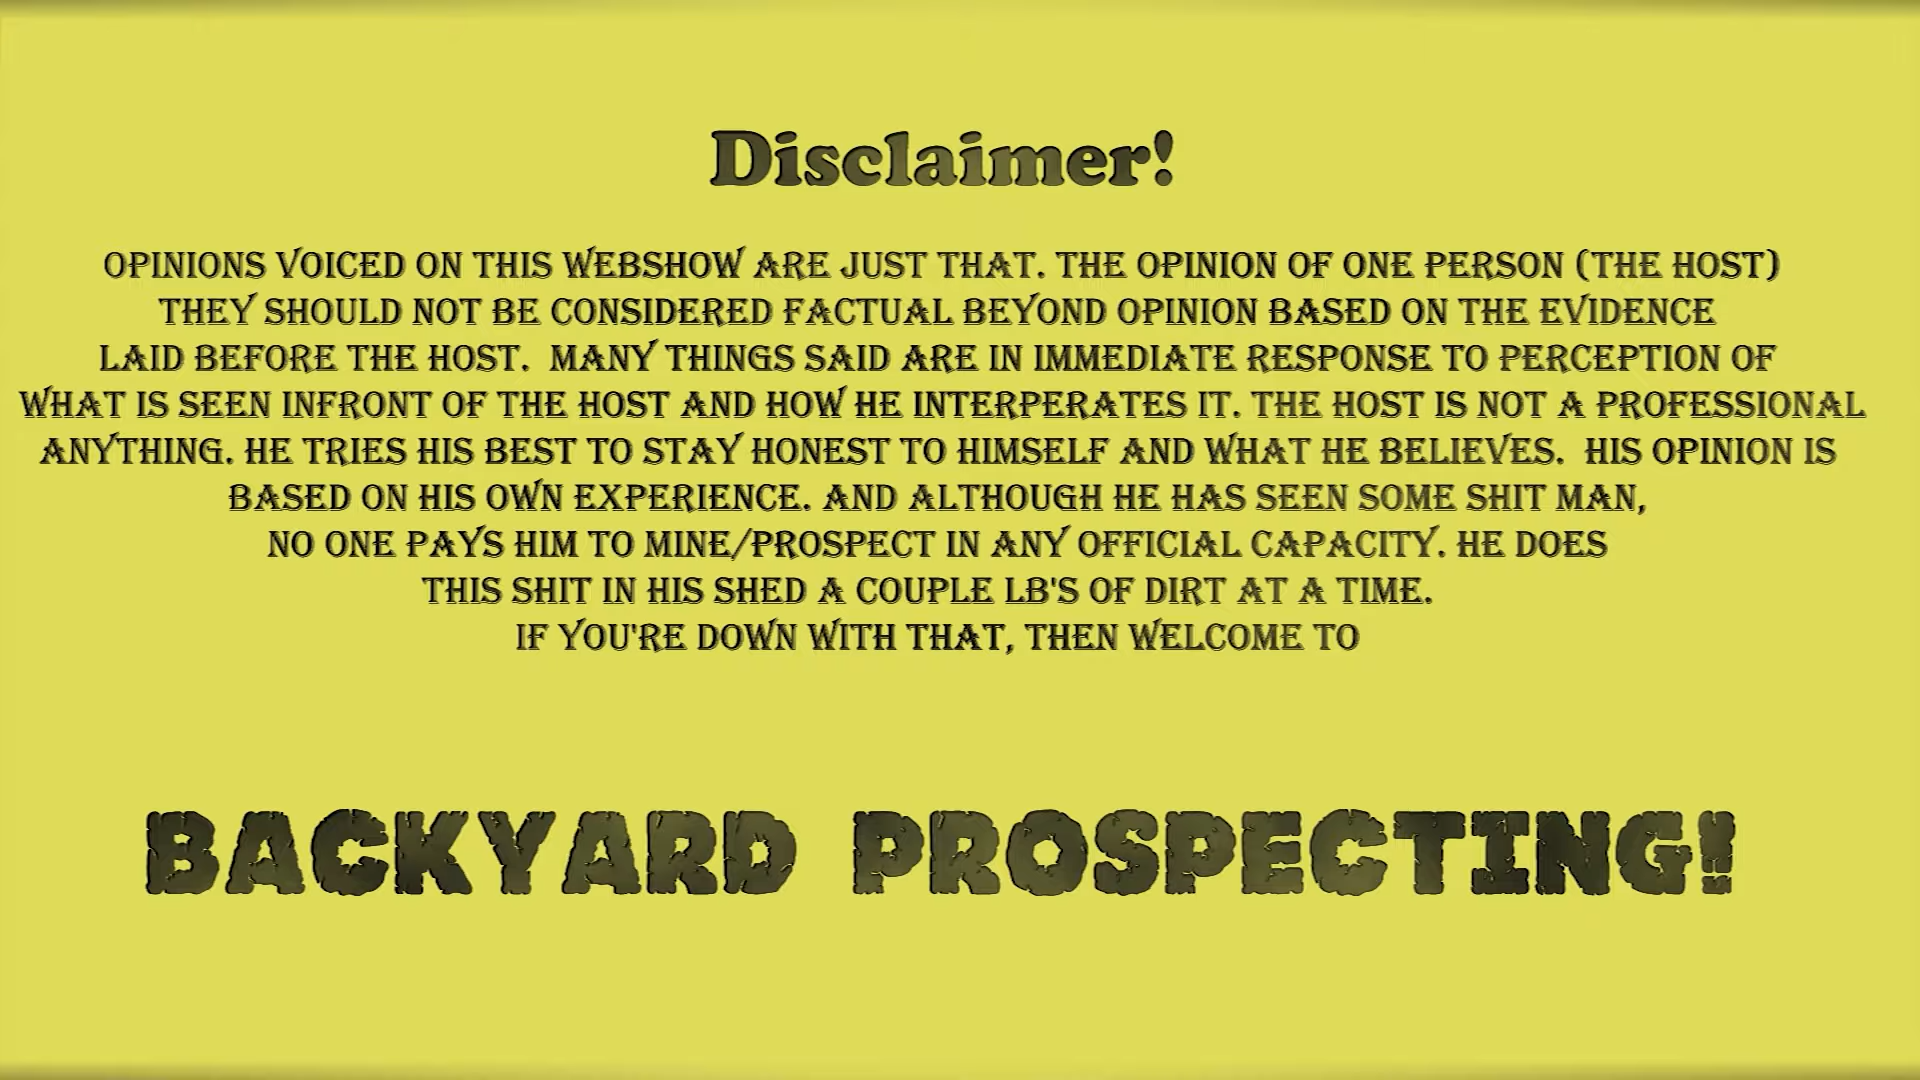 Disclaimer!
OPINIONS VOICED ON THIS WEBSHOW ARE JUST THAT. THE OPINION OF ONE PERSON (THE HOST)
THEY SHOULD NOT BE CONSIDERED FACTUAL BEYOND OPINION BASED ON THE EVIDENCE
LAID BEFORE THE HOST.  MANY THINGS SAID ARE IN IMMEDIATE RESPONSE TO PERCEPTION OF
WHAT IS SEEN INFRONT OF THE HOST AND HOW HE INTERPERATES IT. THE HOST IS NOT A PROFESSIONAL
ANYTHING. HE TRIES HIS BEST TO STAY HONEST TO HIMSELF AND WHAT HE BELIEVES.  HIS OPINION IS
BASED ON HIS OWN EXPERIENCE. AND ALTHOUGH HE HAS SEEN SOME SHIT MAN,
NO ONE PAYS HIM TO MINE/PROSPECT IN ANY OFFICIAL CAPACITY. HE DOES
THIS SHIT IN HIS SHED A COUPLE LB'S OF DIRT AT A TIME.
IF YOU'RE DOWN WITH THAT, THEN WELCOME TO
BACKYARD PROSPECTING!